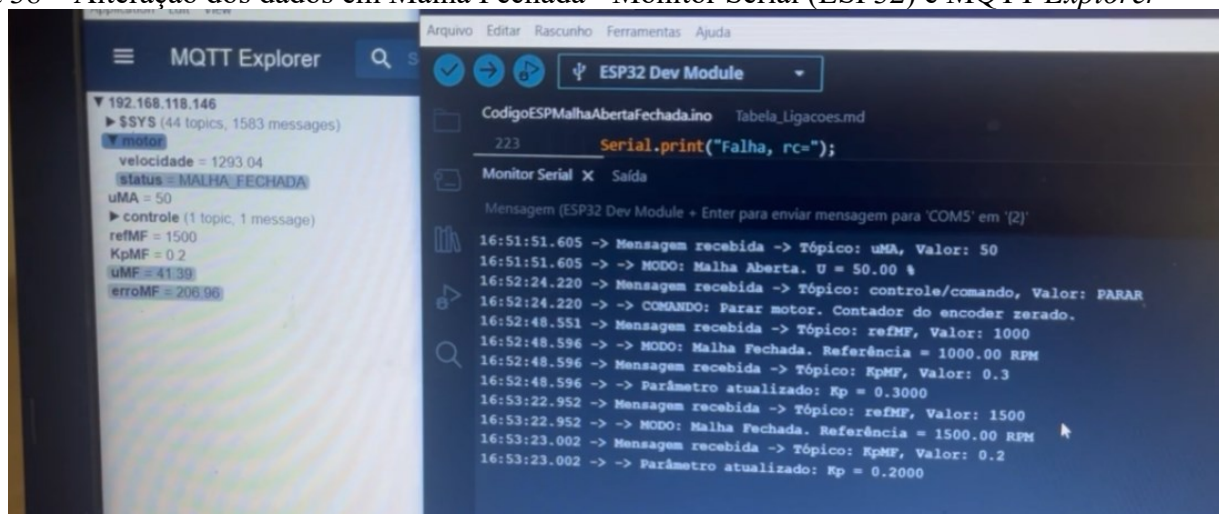 38 – Alteração dos dados em Malha Fechada - Monitor Serial (ESP32) e MQTT Explorer
Application Edit View
MQTT Explorer
192.168.118.146
$SYS (44 topics, 1583 messages)
motor
velocidade = 1293.04
status = MALHA_FECHADA
uMA = 50
controle (1 topic, 1 message)
refMF = 1500
KpMF = 0.2
uMF = 41.39
erroMF = 206.96
Arquivo Editar Rascunho Ferramentas Ajuda
ESP32 Dev Module
CodigoESPMalhaAbertaFechada.ino Tabela_Ligacoes.md
223 Serial.print("Falha, rc=");
Monitor Serial X Saída
Mensagem (ESP32 Dev Module + Enter para enviar mensagem para 'COM5' em '{2}'
16:51:51.605 -> Mensagem recebida -> Tópico: uMA, Valor: 50
16:51:51.605 -> -> MODO: Malha Aberta. U = 50.00 %
16:52:24.220 -> Mensagem recebida -> Tópico: controle/comando, Valor: PARAR
16:52:24.220 -> -> COMANDO: Parar motor. Contador do encoder zerado.
16:52:48.551 -> Mensagem recebida -> Tópico: refMF, Valor: 1000
16:52:48.596 -> -> MODO: Malha Fechada. Referência = 1000.00 RPM
16:52:48.596 -> Mensagem recebida -> Tópico: KpMF, Valor: 0.3
16:52:48.596 -> -> Parâmetro atualizado: Kp = 0.3000
16:53:22.952 -> Mensagem recebida -> Tópico: refMF, Valor: 1500
16:53:22.952 -> -> MODO: Malha Fechada. Referência = 1500.00 RPM
16:53:23.002 -> Mensagem recebida -> Tópico: KpMF, Valor: 0.2
16:53:23.002 -> -> Parâmetro atualizado: Kp = 0.2000